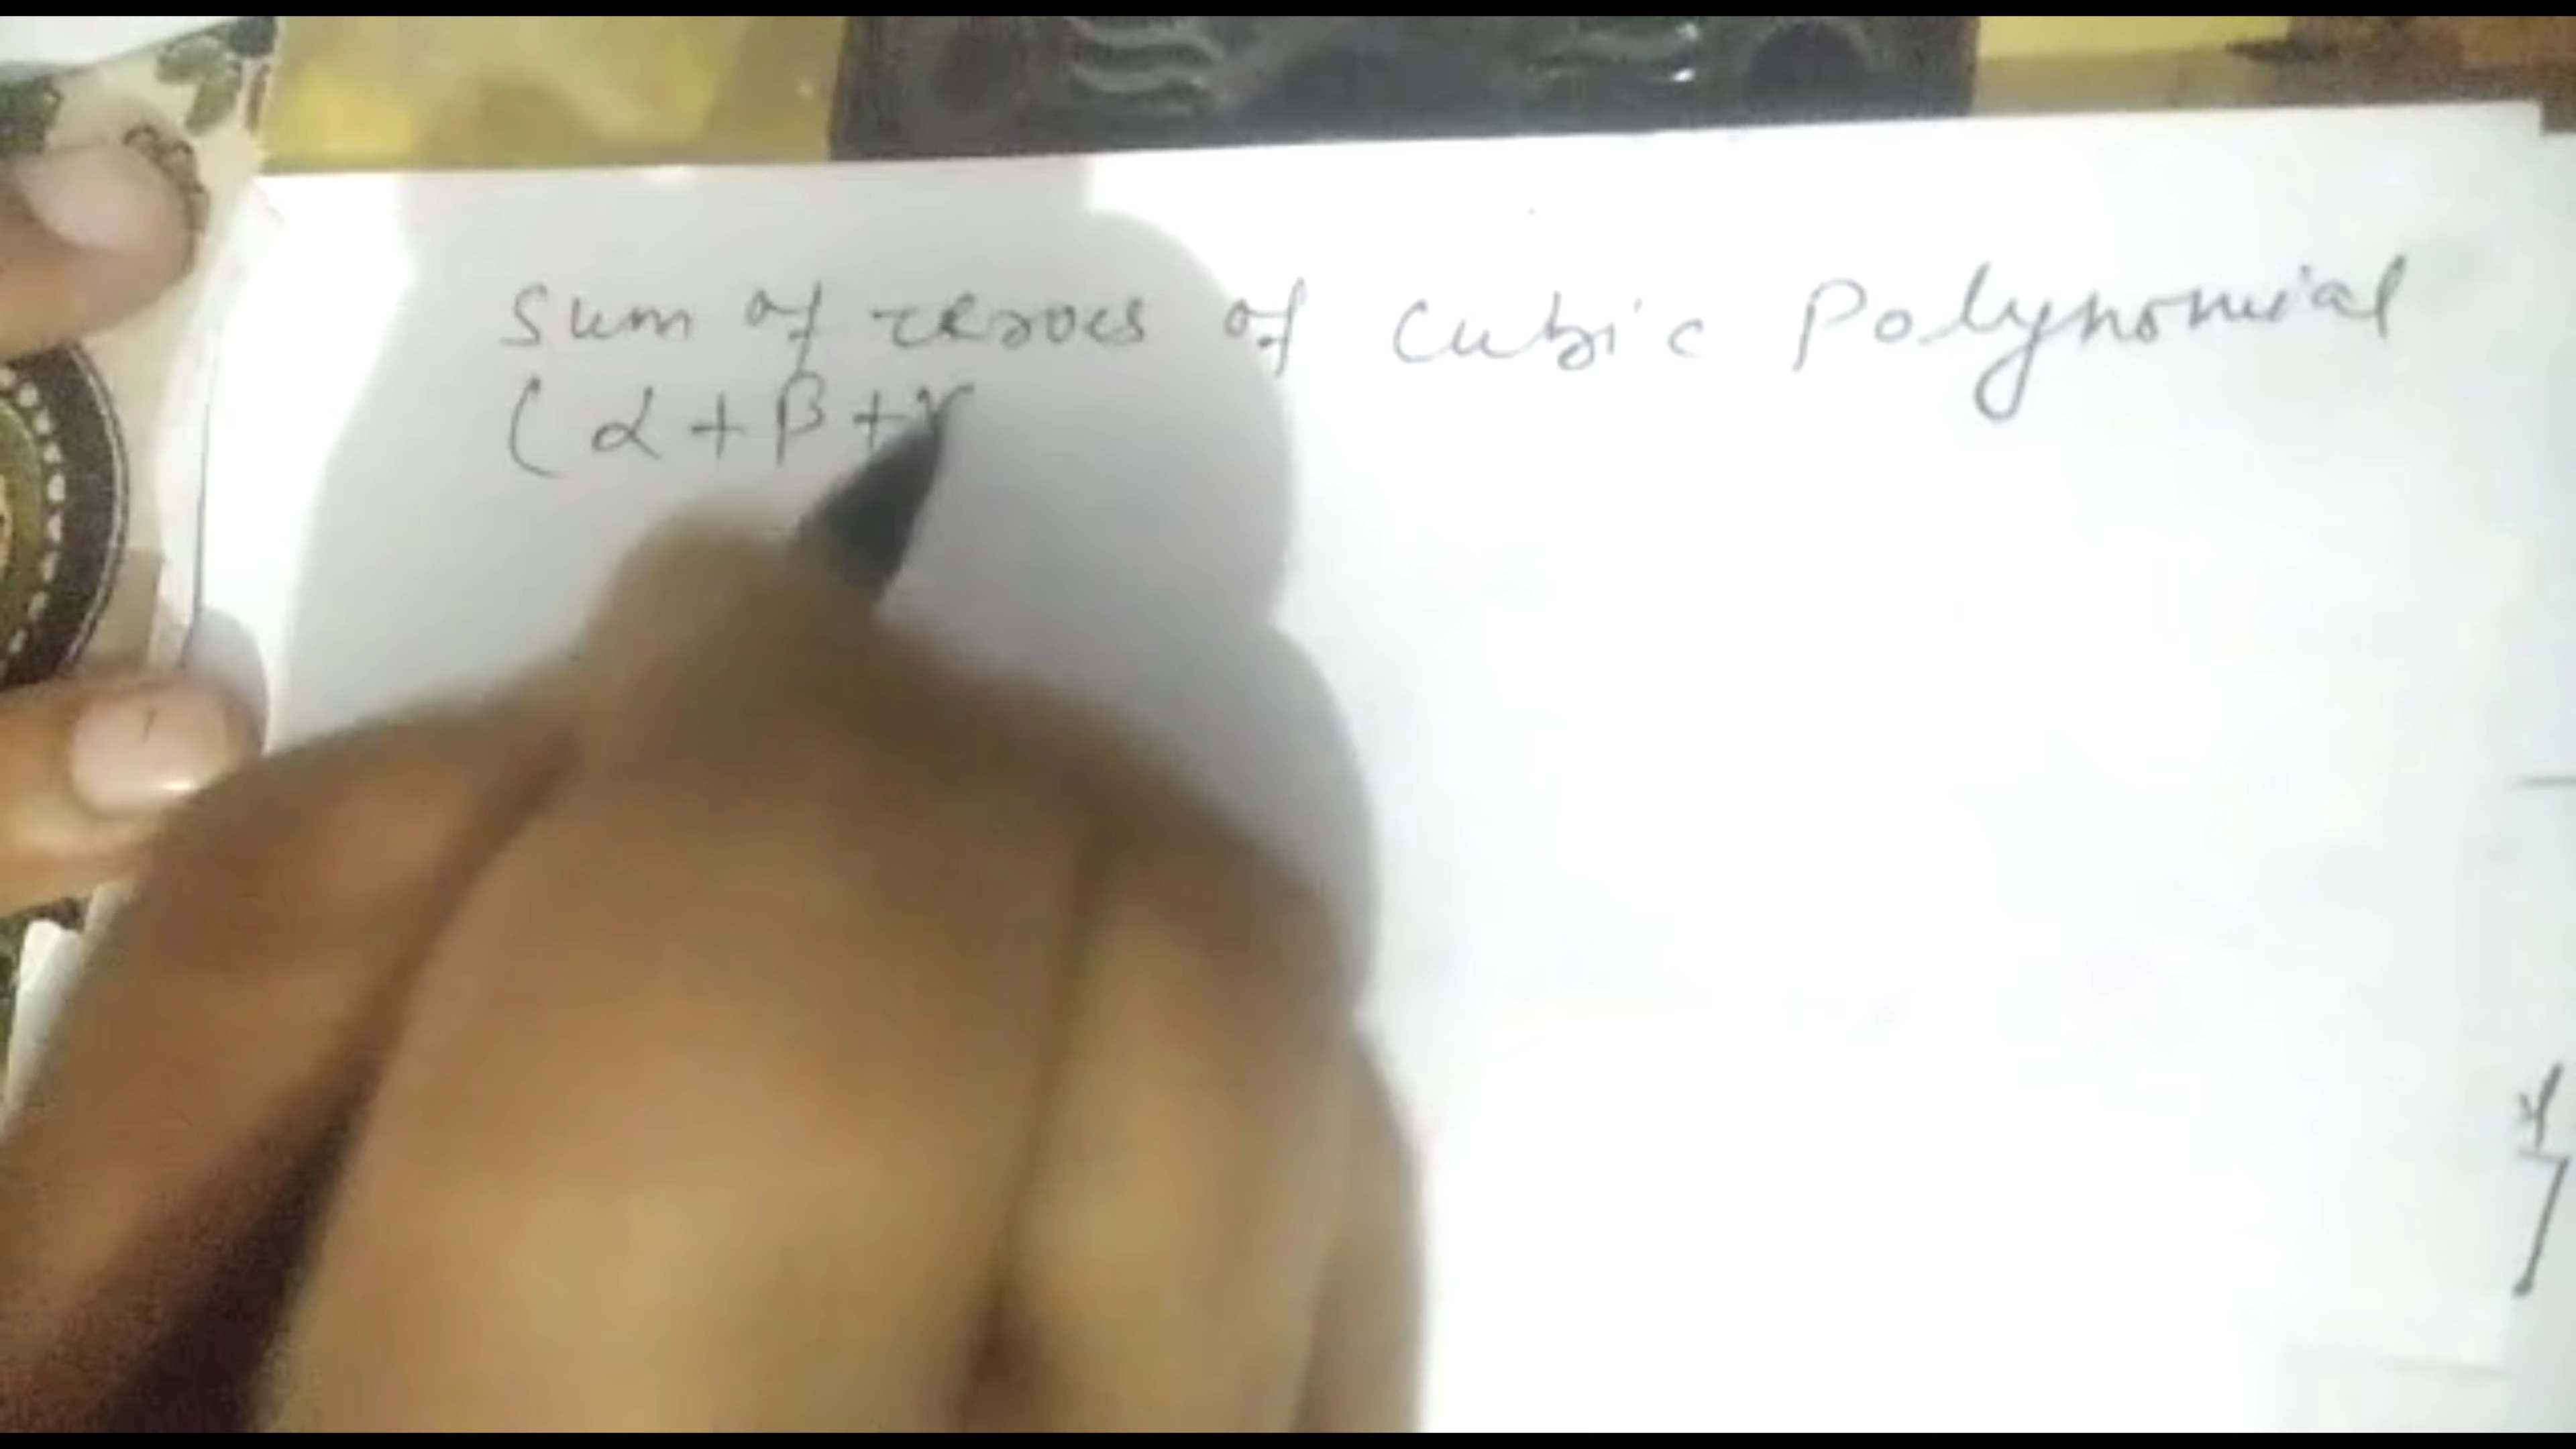 Sum of zeroes of Cubic Polynomial
(α+β+γ